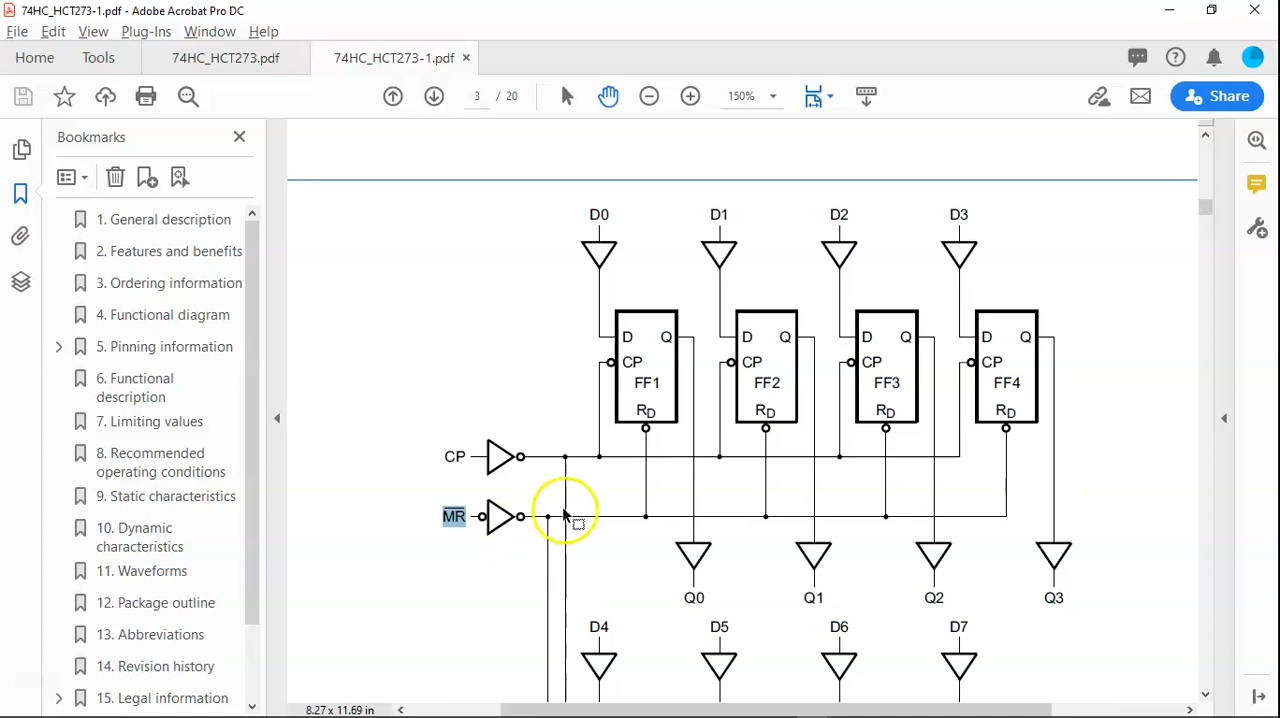 74HC_HCT273-1.pdf - Adobe Acrobat Pro DC
File Edit View Plug-Ins Window Help
Home Tools 74HC_HCT273.pdf 74HC_HCT273-1.pdf
3 / 20 150% Share
Bookmarks
1. General description
2. Features and benefits
3. Ordering information
4. Functional diagram
5. Pinning information
6. Functional
description
7. Limiting values
8. Recommended
operating conditions
9. Static characteristics
10. Dynamic
characteristics
11. Waveforms
12. Package outline
13. Abbreviations
14. Revision history
15. Legal information
D0 D1 D2 D3
D Q D Q D Q D Q
CP CP CP CP
FF1 FF2 FF3 FF4
RD RD RD RD
CP
MR
Q0 Q1 Q2 Q3
D4 D5 D6 D7
8.27 x 11.69 in